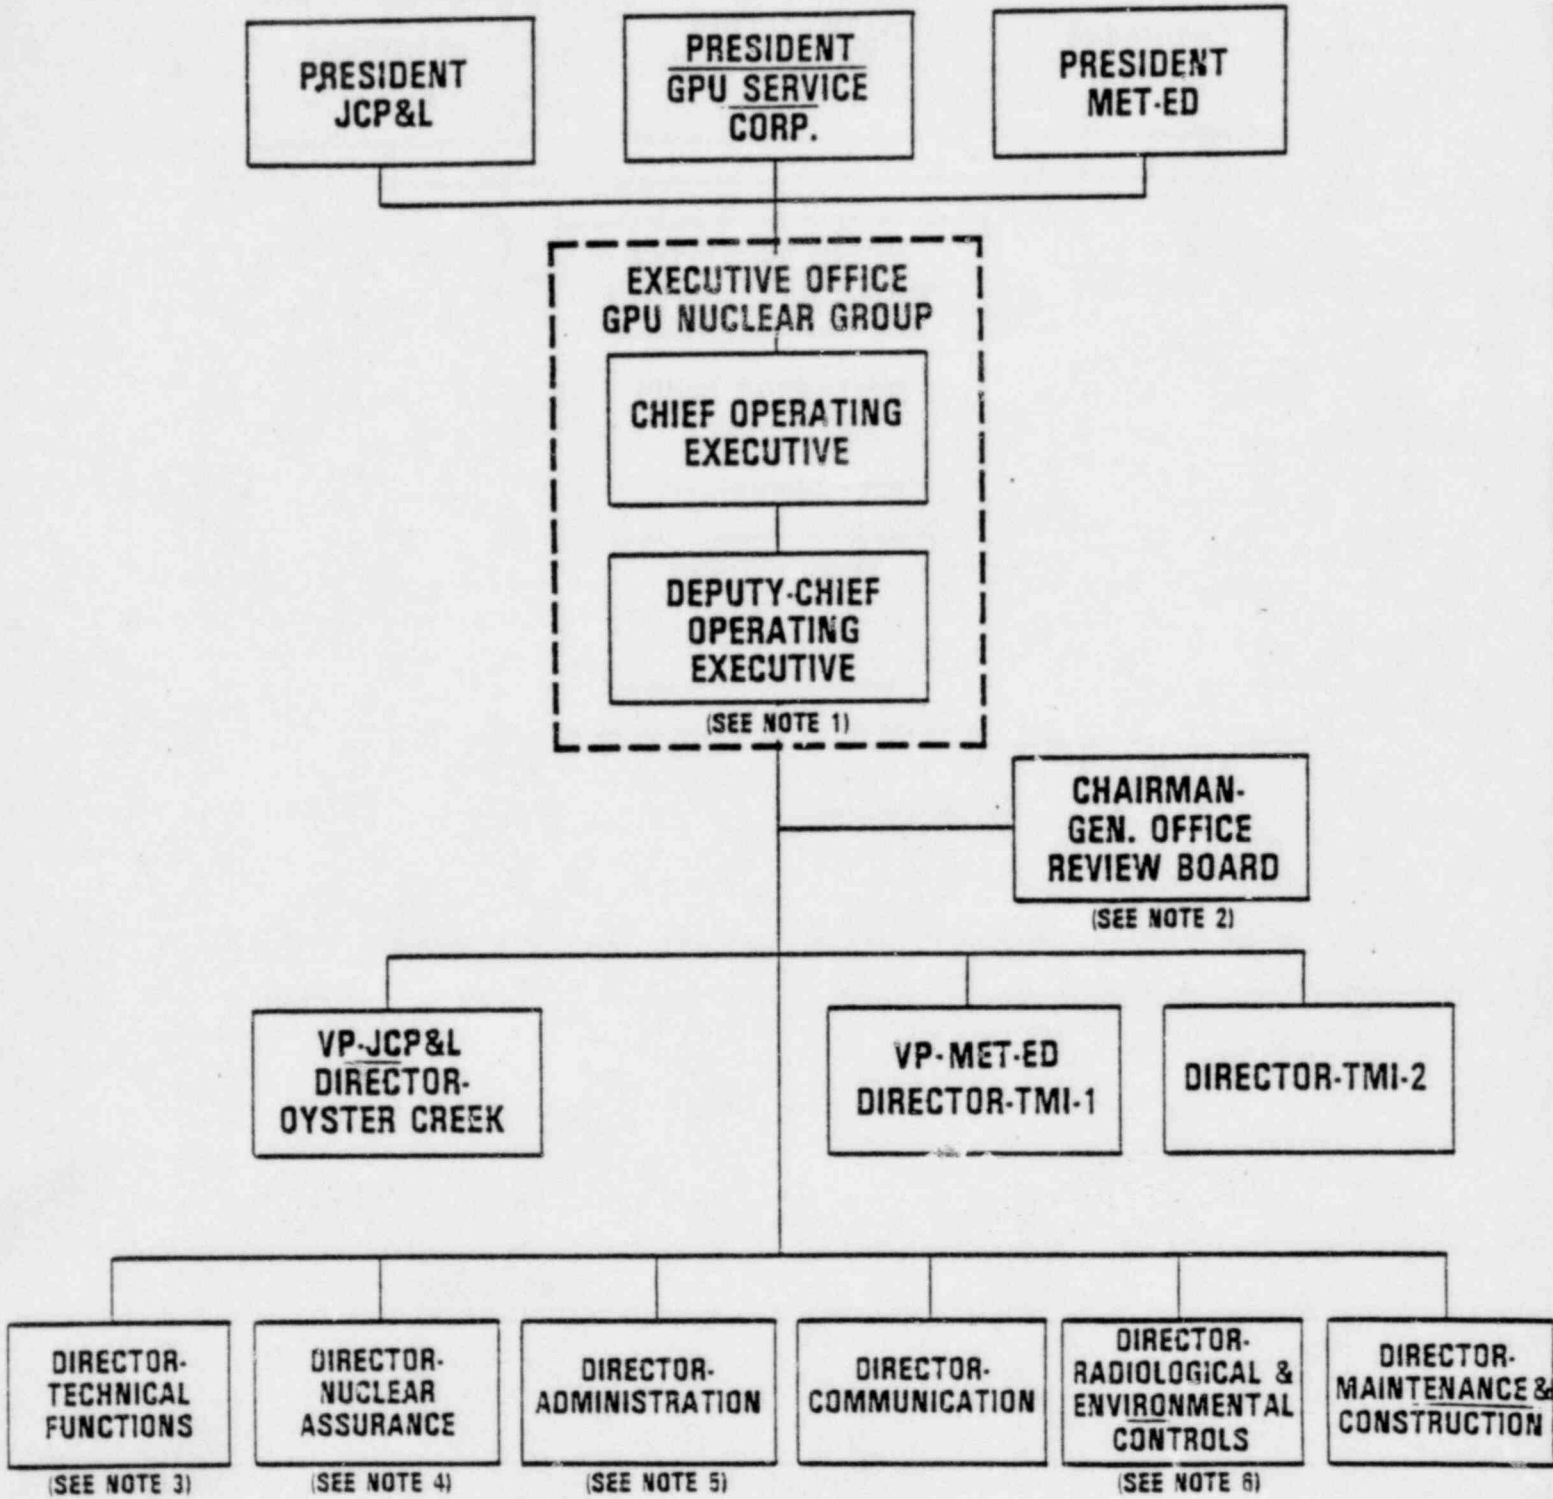 PRESIDENT
JCP&L
PRESIDENT
GPU SERVICE
CORP.
PRESIDENT
MET-ED
EXECUTIVE OFFICE
GPU NUCLEAR GROUP
CHIEF OPERATING
EXECUTIVE
DEPUTY-CHIEF
OPERATING
EXECUTIVE
(SEE NOTE 1)
CHAIRMAN-
GEN. OFFICE
REVIEW BOARD
(SEE NOTE 2)
VP-JCP&L
DIRECTOR-
OYSTER CREEK
VP-MET-ED
DIRECTOR-TMI-1
DIRECTOR-TMI-2
DIRECTOR-
TECHNICAL
FUNCTIONS
(SEE NOTE 3)
DIRECTOR-
NUCLEAR
ASSURANCE
(SEE NOTE 4)
DIRECTOR-
ADMINISTRATION
(SEE NOTE 5)
DIRECTOR-
COMMUNICATION
DIRECTOR-
RADIOLOGICAL &
ENVIRONMENTAL
CONTROLS
(SEE NOTE 6)
DIRECTOR-
MAINTENANCE &
CONSTRUCTION